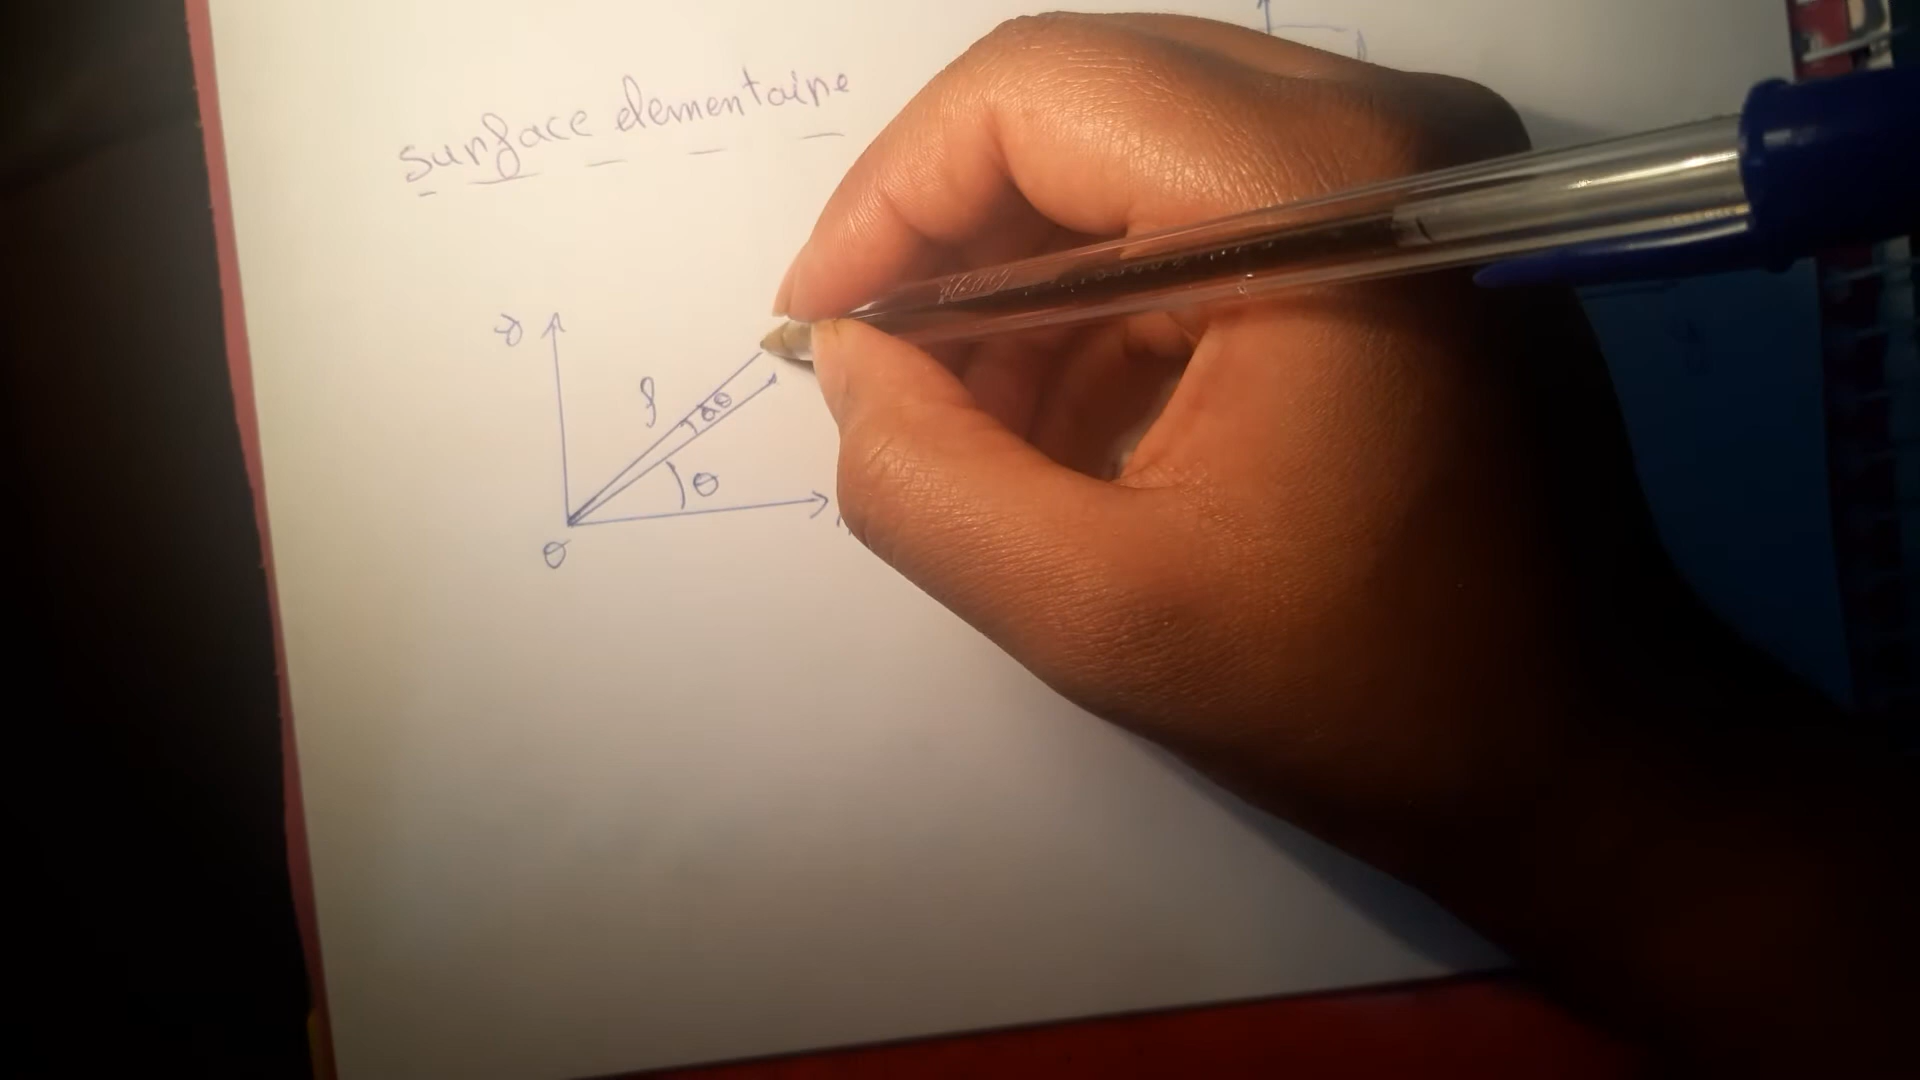 surface elementaire
y
ρ
dθ
θ
O